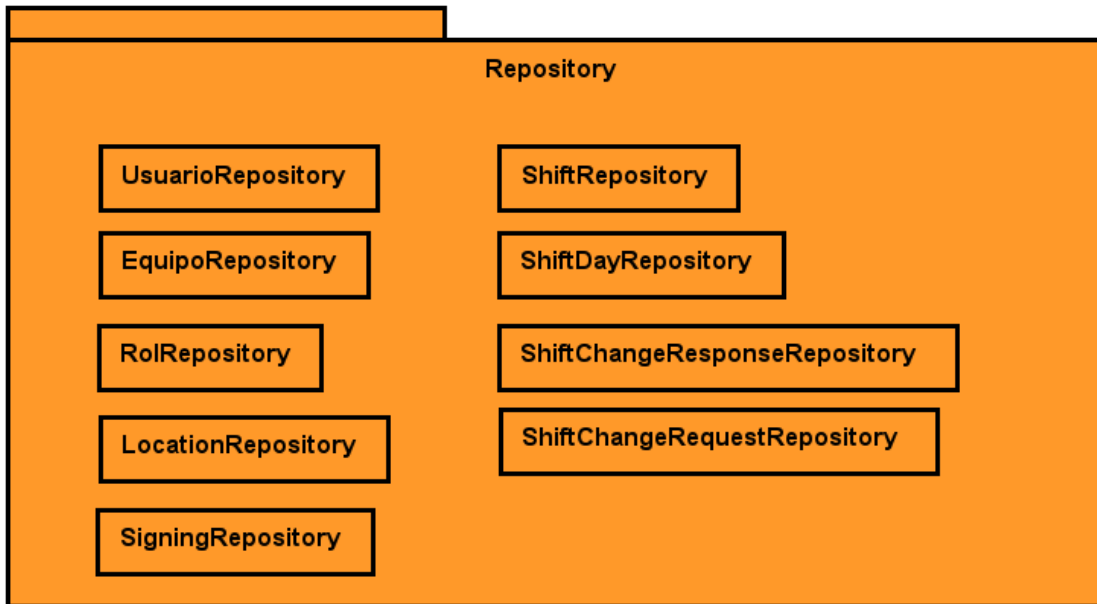 Repository
UsuarioRepository
EquipoRepository
RolRepository
LocationRepository
SigningRepository
ShiftRepository
ShiftDayRepository
ShiftChangeResponseRepository
ShiftChangeRequestRepository